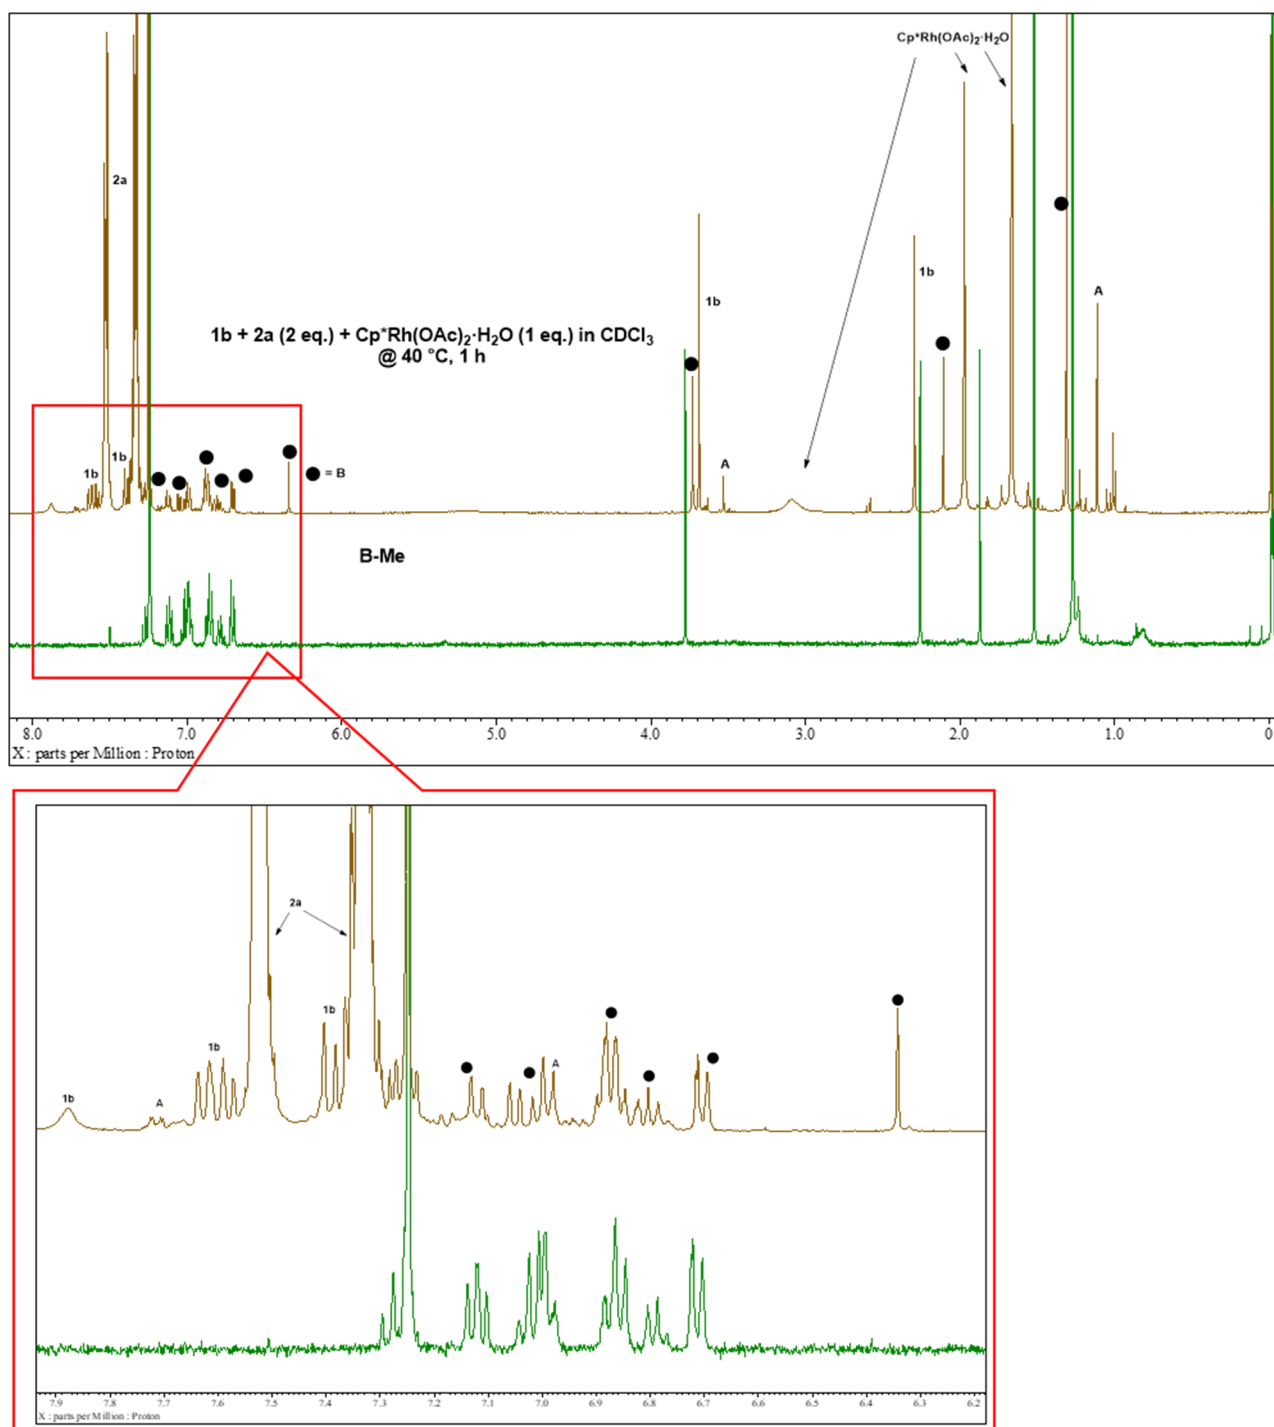 Cp*Rh(OAc)₂·H₂O
2a
1b
1b
1b + 2a (2 eq.) + Cp*Rh(OAc)₂·H₂O (1 eq.) in CDCl₃
@ 40 °C, 1 h
A
A
1b
1b
= B
B-Me
8.0 7.0 6.0 5.0 4.0 3.0 2.0 1.0 0
X : parts per Million : Proton
2a
1b
1b
A
1b
A
7.9 7.8 7.7 7.6 7.5 7.4 7.3 7.2 7.1 7.0 6.9 6.8 6.7 6.6 6.5 6.4 6.3 6.2
X : parts per Million : Proton